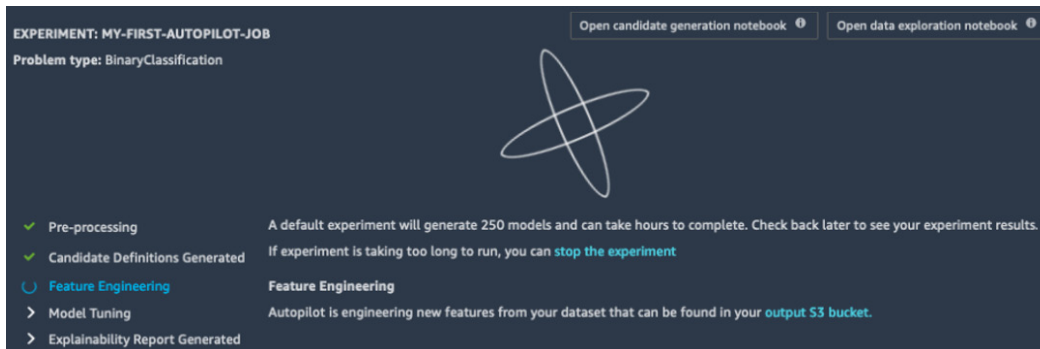 Open candidate generation notebook
Open data exploration notebook
EXPERIMENT: MY-FIRST-AUTOPILOT-JOB
Problem type: BinaryClassification
Pre-processing
A default experiment will generate 250 models and can take hours to complete. Check back later to see your experiment results.
Candidate Definitions Generated
If experiment is taking too long to run, you can stop the experiment
Feature Engineering
Feature Engineering
Model Tuning
Autopilot is engineering new features from your dataset that can be found in your output S3 bucket.
Explainability Report Generated